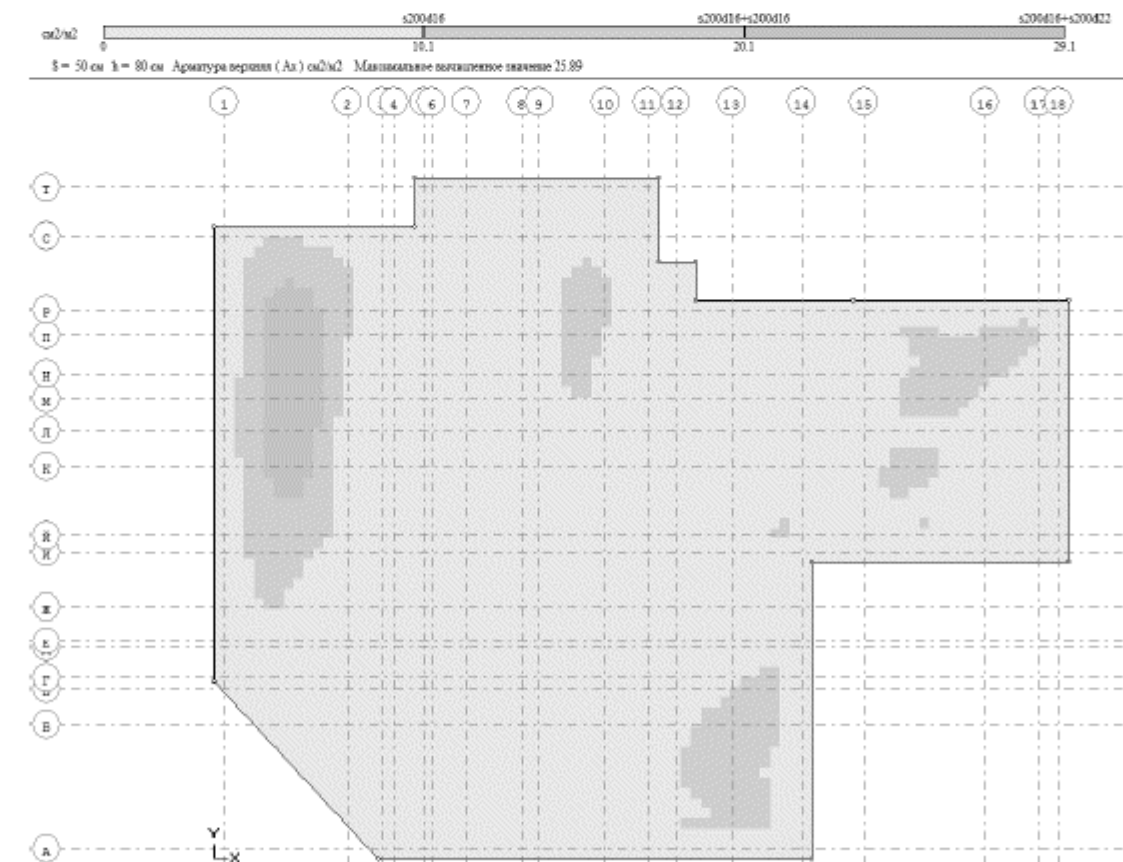 s200d16 s200d16+s200d16 s200d16+s200d22
см2/м2
0 10.1 20.1 29.1
S = 50 см h = 80 см Арматура верхняя ( Ax ) см2/м2 Максимальное вычисленное значение 25.89
1 2 4 6 7 8 9 10 11 12 13 14 15 16 17 18
Т
С
Р
П
Н
М
Л
К
Й
И
Ж
Е
Г
Б
Y
А
X